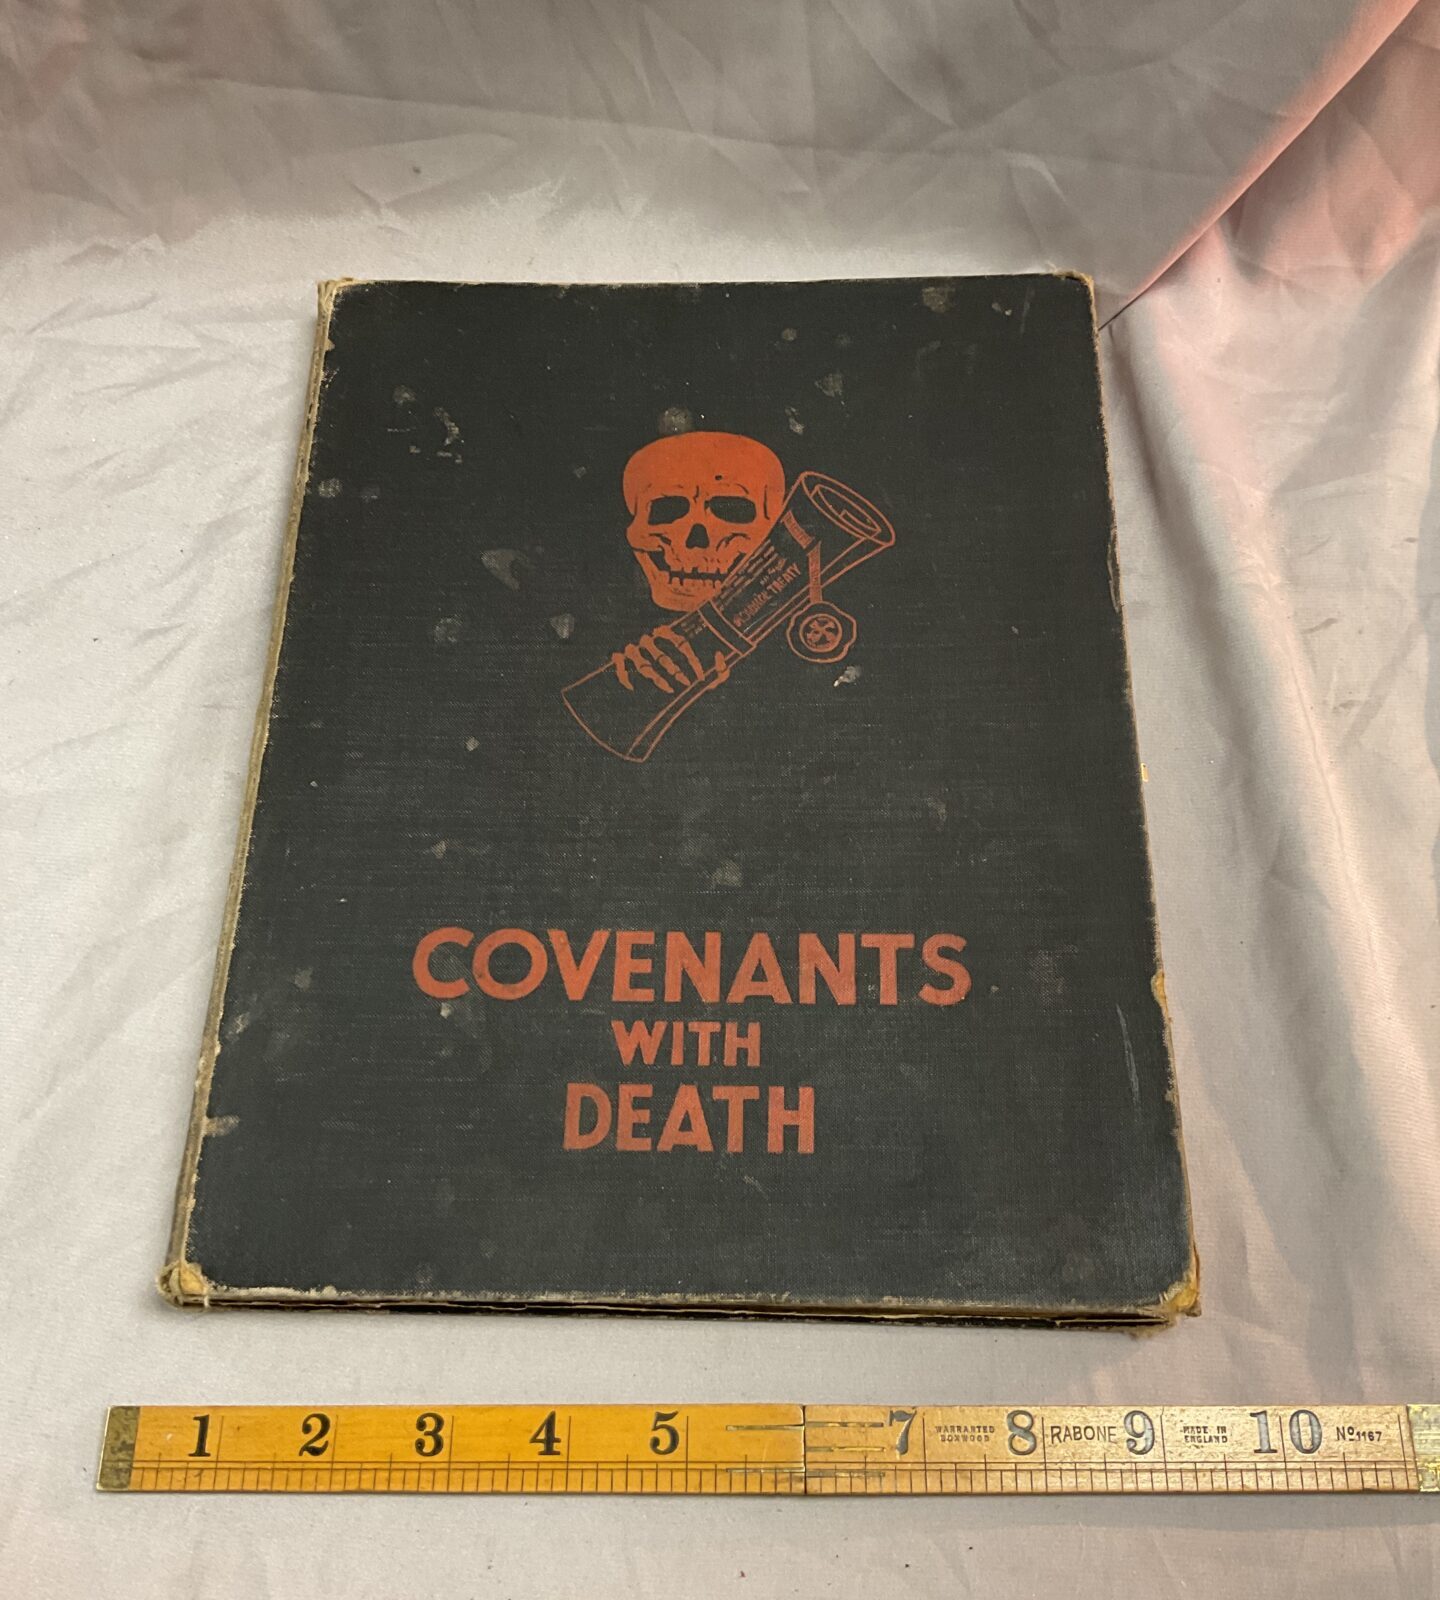 TREATY
COVENANTS
WITH
DEATH
1 2 3 4 5 7 8 9 10
WARRANTED
BOXWOOD
RABONE
MADE IN
ENGLAND
No 1167